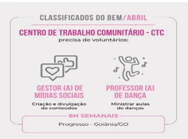 CLASSIFICADOS DO BEM/ABRIL
CENTRO DE TRABALHO COMUNITÁRIO - CTC
precisa de voluntários:
GESTOR (A) DE
MÍDIAS SOCIAIS
Criação e divulgação
de conteúdos
PROFESSOR (A)
DE DANÇA
Ministrar aulas
de danças
8H SEMANAIS
Progresso - Goiânia/GO